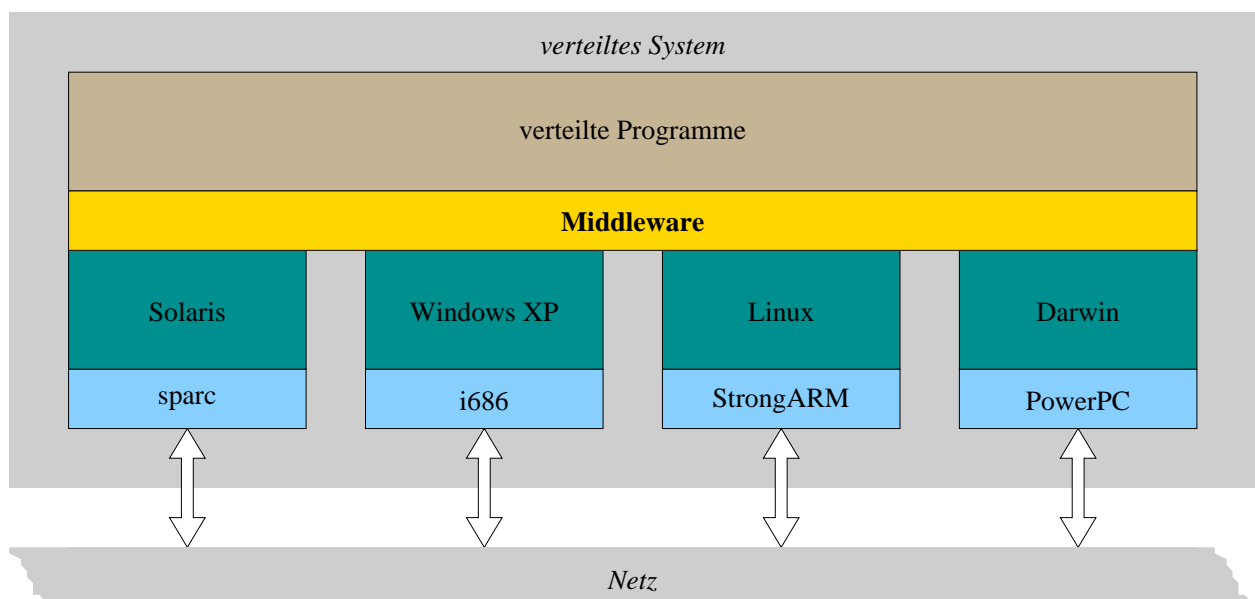 verteiltes System
verteilte Programme
Middleware
Solaris
Windows XP
Linux
Darwin
sparc
i686
StrongARM
PowerPC
Netz